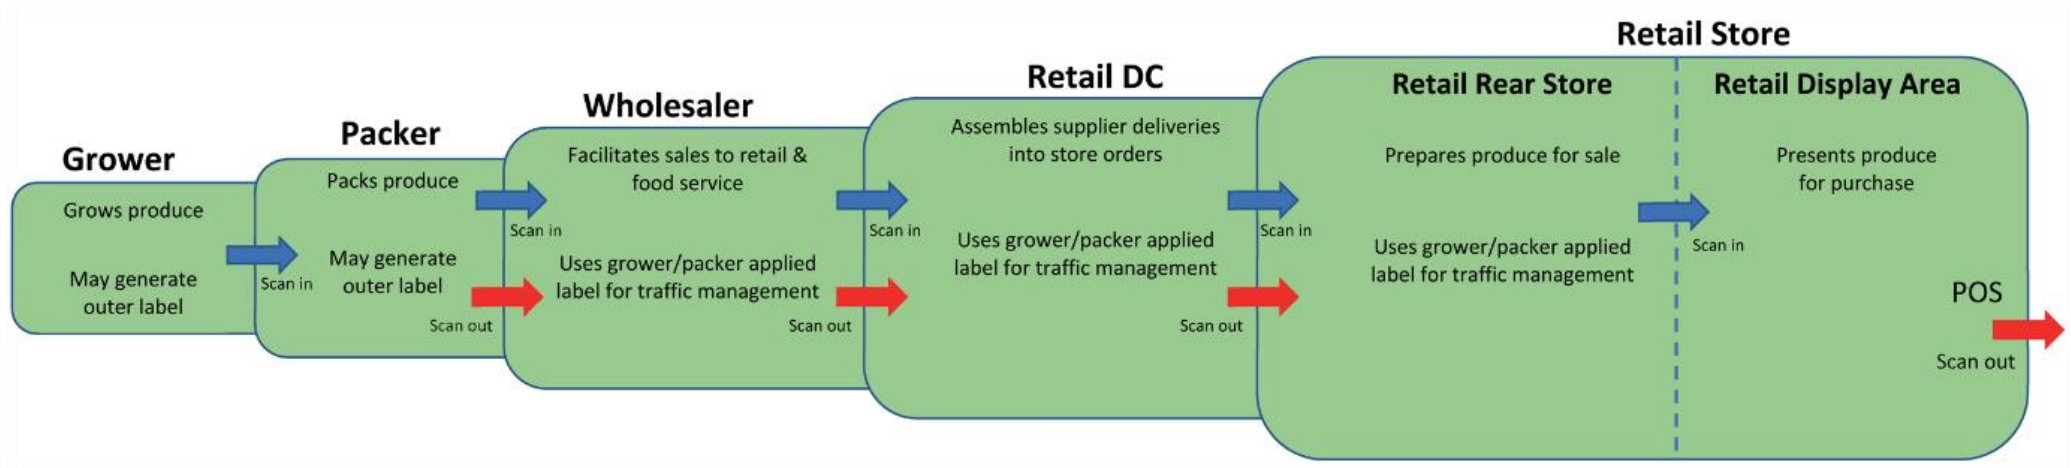 Grower
Grows produce
May generate
outer label
Scan in
Packer
Packs produce
May generate
outer label
Scan out
Scan in
Wholesaler
Facilitates sales to retail &
food service
Uses grower/packer applied
label for traffic management
Scan out
Scan in
Retail DC
Assembles supplier deliveries
into store orders
Uses grower/packer applied
label for traffic management
Scan out
Scan in
Retail Store
Retail Rear Store
Prepares produce for sale
Uses grower/packer applied
label for traffic management
Scan in
Retail Display Area
Presents produce
for purchase
POS
Scan out